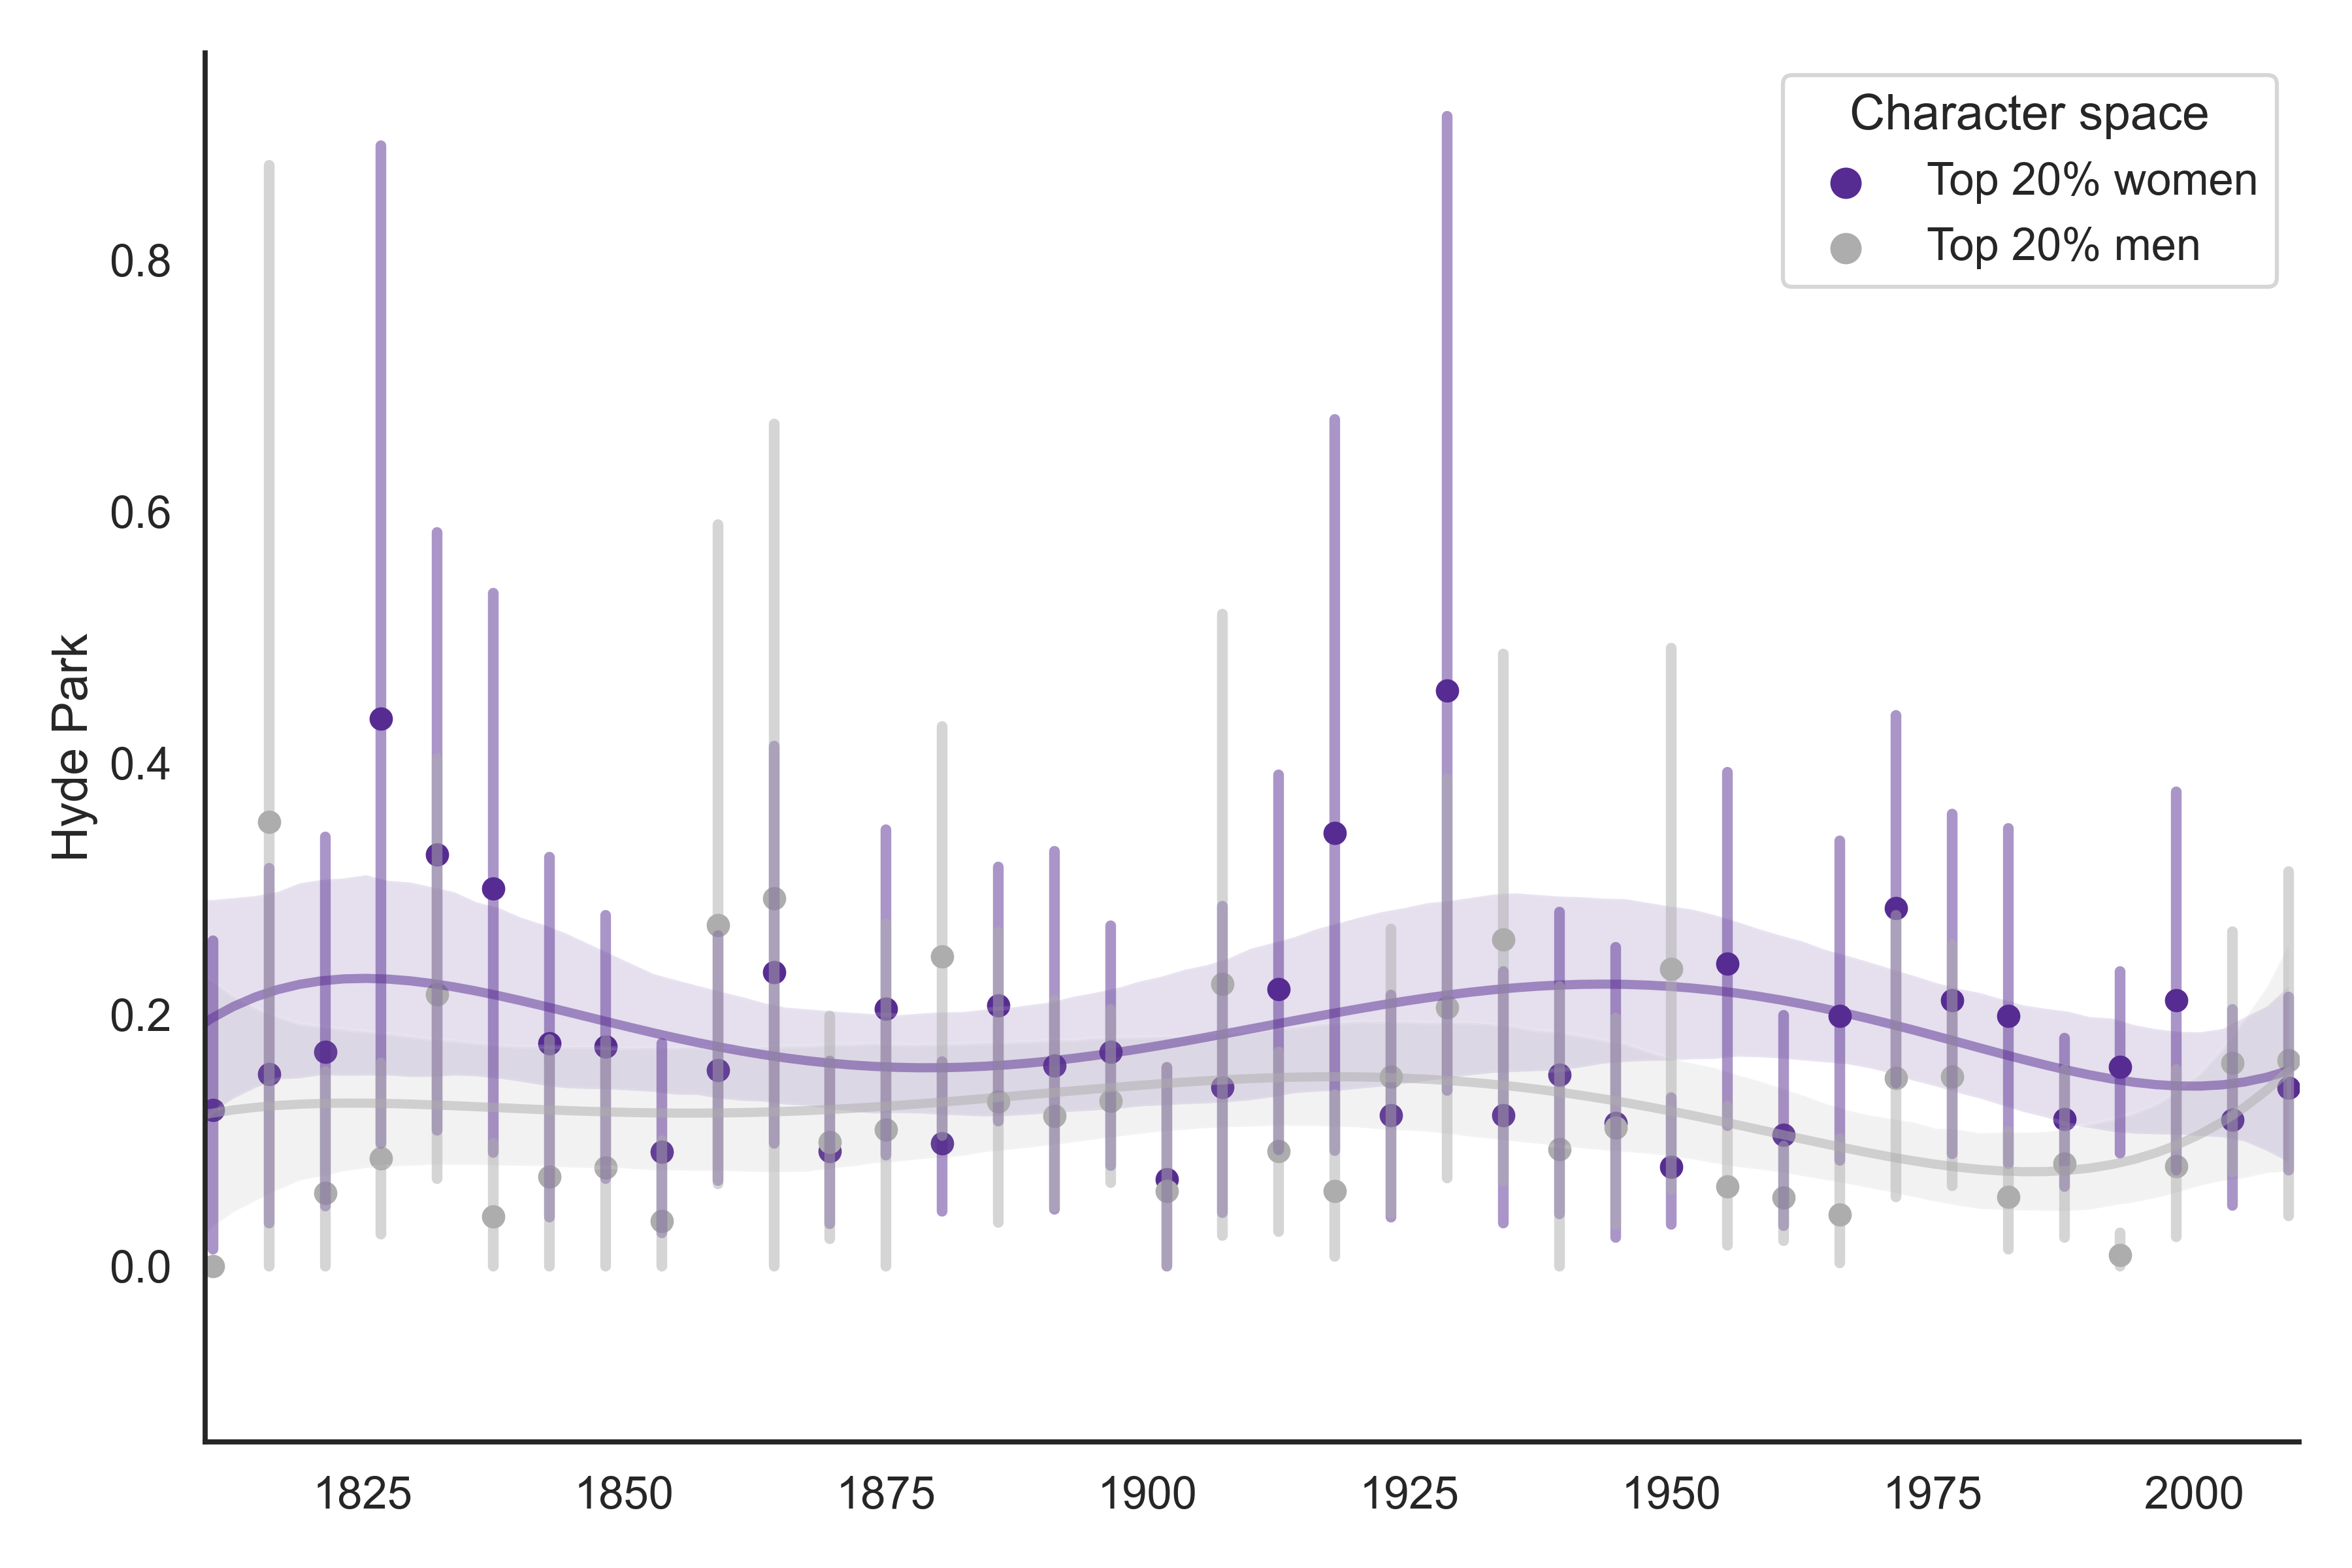 Character space
Top 20% women
Top 20% men
0.8
0.6
0.4
0.2
0.0
Hyde Park
1825 1850 1875 1900 1925 1950 1975 2000